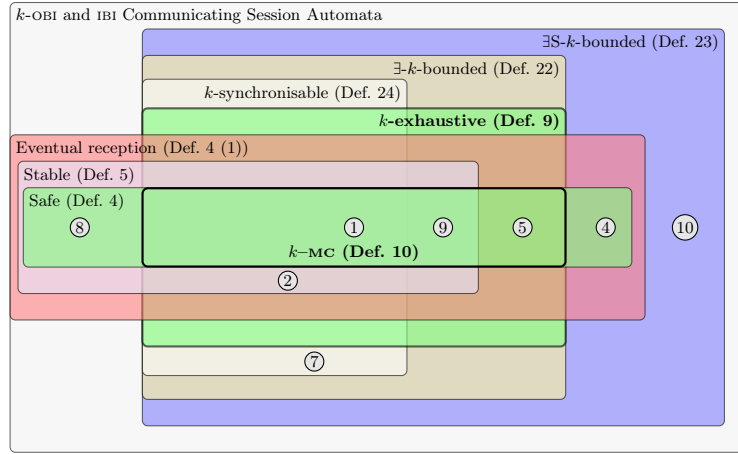 k-OBI and IBI Communicating Session Automata
∃S-k-bounded (Def. 23)
∃-k-bounded (Def. 22)
k-synchronisable (Def. 24)
k-exhaustive (Def. 9)
Eventual reception (Def. 4 (1))
Stable (Def. 5)
Safe (Def. 4)
8 1 9 5 4 10
k–MC (Def. 10)
2
7